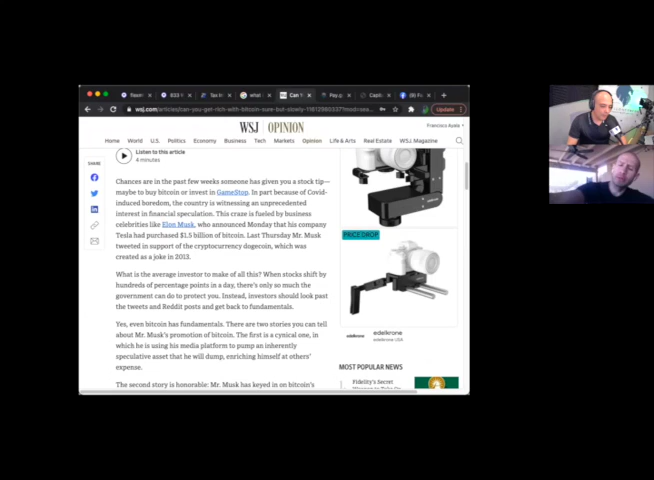 Tax
what
Can
Pay.g
Update
wsj.com/articles/can-you-get-rich-with-bitcoin-sure-but-slowly-
WSJ OPINION
Francisco Ayala
Home World U.S. Politics Economy Business Tech Markets Opinion Life & Arts Real Estate WSJ. Magazine
SHARE
Listen to this article
4 minutes
Chances are in the past few weeks someone has given you a stock tip—
maybe to buy bitcoin or invest in GameStop. In part because of Covid-
induced boredom, the country is witnessing an unprecedented
interest in financial speculation. This craze is fueled by business
celebrities like Elon Musk, who announced Monday that his company
Tesla had purchased $1.5 billion of bitcoin. Last Thursday Mr. Musk
tweeted in support of the cryptocurrency dogecoin, which was
created as a joke in 2013.
What is the average investor to make of all this? When stocks shift by
hundreds of percentage points in a day, there's only so much the
government can do to protect you. Instead, investors should look past
the tweets and Reddit posts and get back to fundamentals.
Yes, even bitcoin has fundamentals. There are two stories you can tell
about Mr. Musk's promotion of bitcoin. The first is a cynical one, in
which he is using his media platform to pump an inherently
speculative asset that he will dump, enriching himself at others'
expense.
The second story is honorable: Mr. Musk has keyed in on bitcoin's
PRICE DROP
edelkrone
edelkrone
edelkrone USA
MOST POPULAR NEWS
Fidelity's Secret